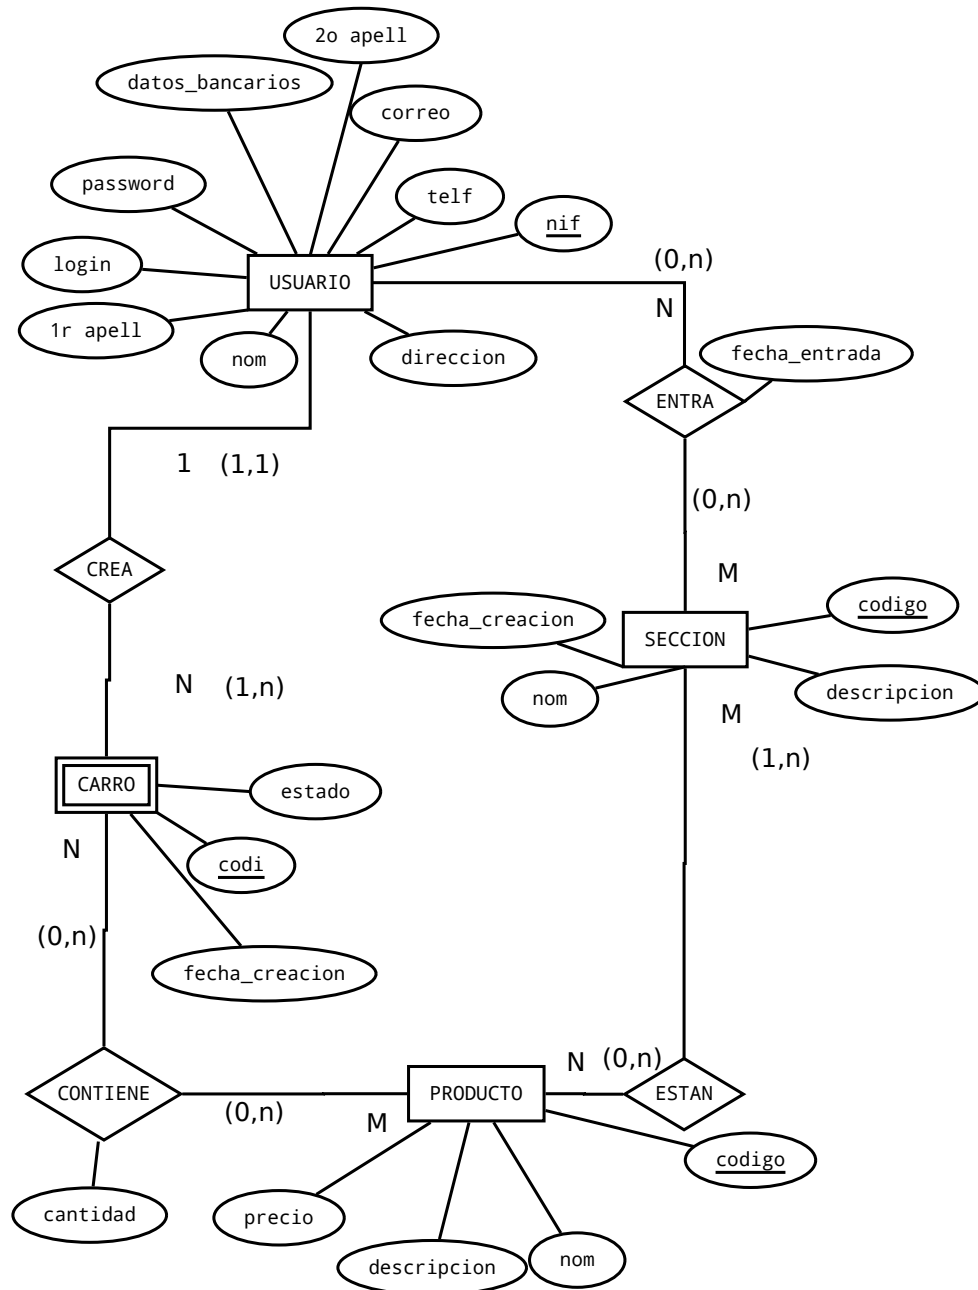 2o apell
datos_bancarios
correo
password
telf
nif
login
USUARIO
(0,n)
N
1r apell
nom
direccion
fecha_entrada
ENTRA
1 (1,1)
(0,n)
CREA
M
fecha_creacion
codigo
SECCION
N (1,n)
nom
descripcion
M
(1,n)
CARRO
estado
N
codi
(0,n)
fecha_creacion
CONTIENE
(0,n)
PRODUCTO
M
N (0,n)
ESTAN
codigo
cantidad
precio
descripcion
nom